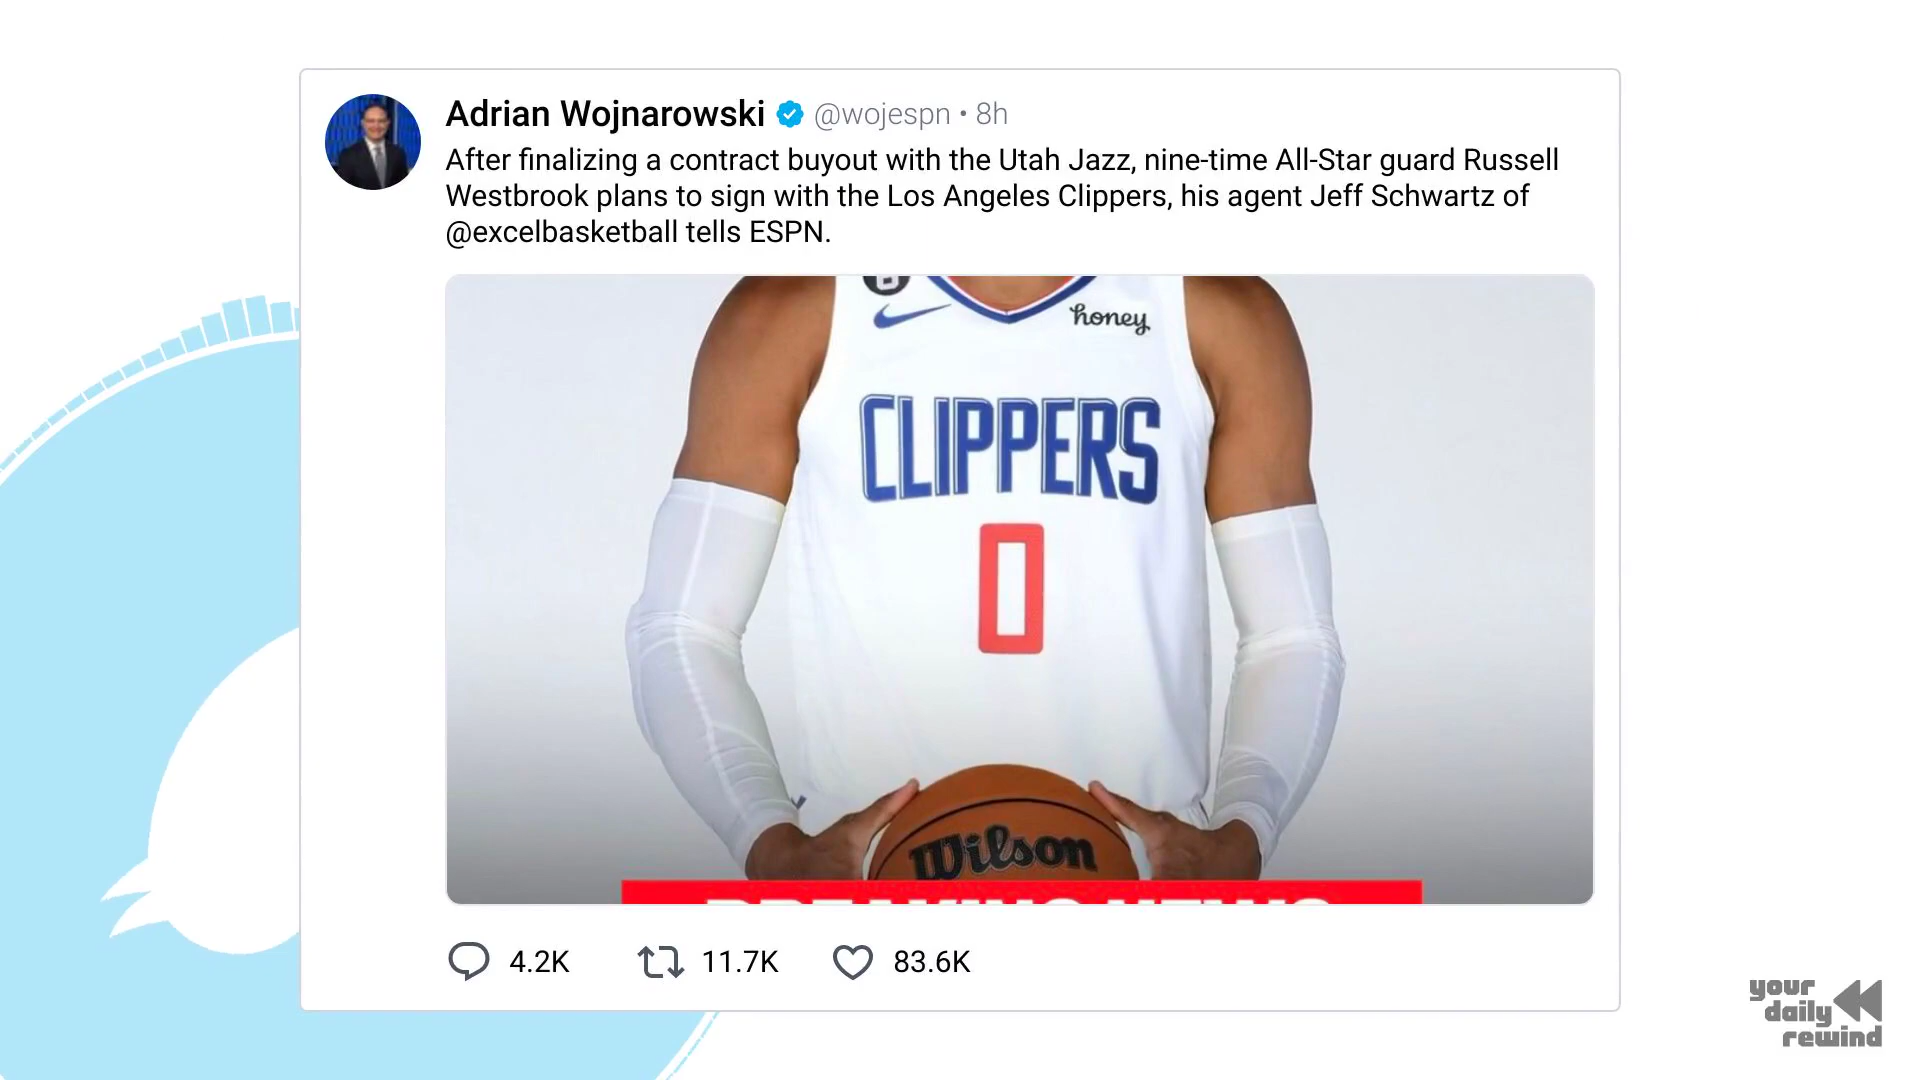 Adrian Wojnarowski @wojespn • 8h
After finalizing a contract buyout with the Utah Jazz, nine-time All-Star guard Russell
Westbrook plans to sign with the Los Angeles Clippers, his agent Jeff Schwartz of
@excelbasketball tells ESPN.
honey
CLIPPERS
0
Wilson
BREAKING NEWS
4.2K 11.7K 83.6K
your
daily
rewind